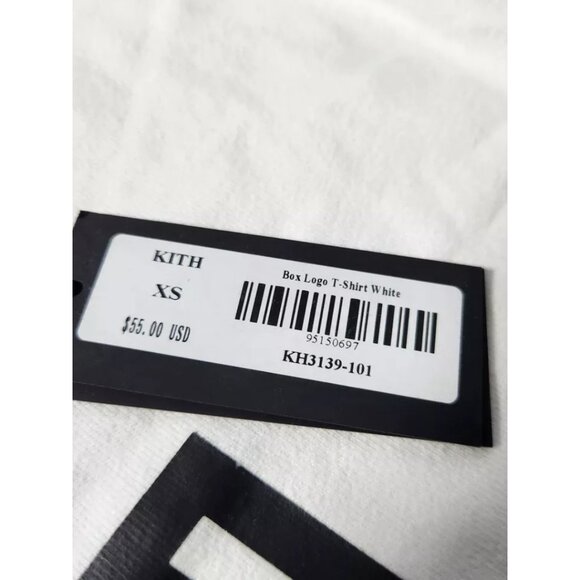 KITH
XS
$55.00 USD
Box Logo T-Shirt White
95150697
KH3139-101